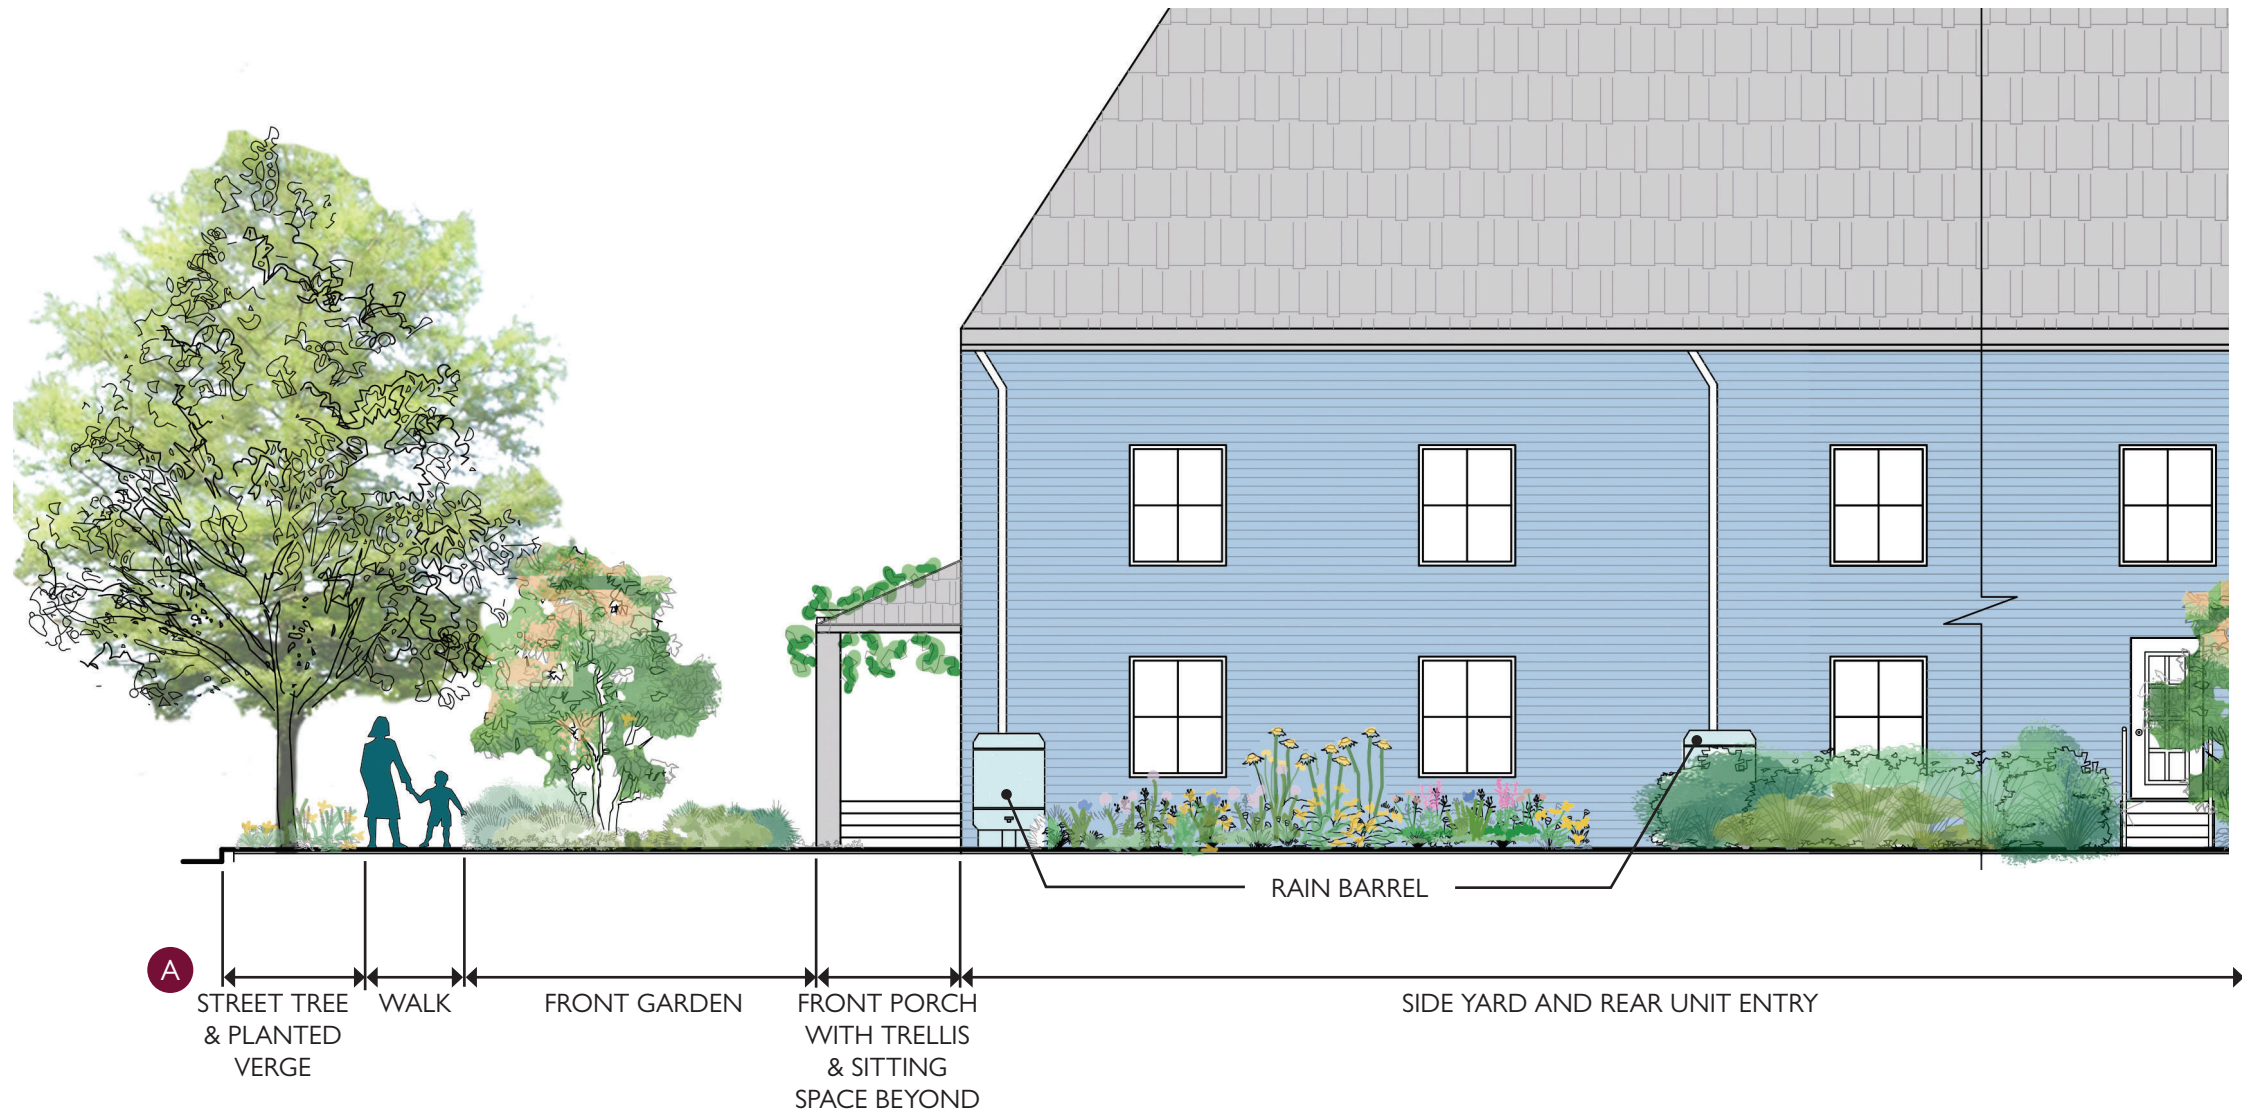 RAIN BARREL
A
STREET TREE
& PLANTED
VERGE
WALK
FRONT GARDEN
FRONT PORCH
WITH TRELLIS
& SITTING
SPACE BEYOND
SIDE YARD AND REAR UNIT ENTRY